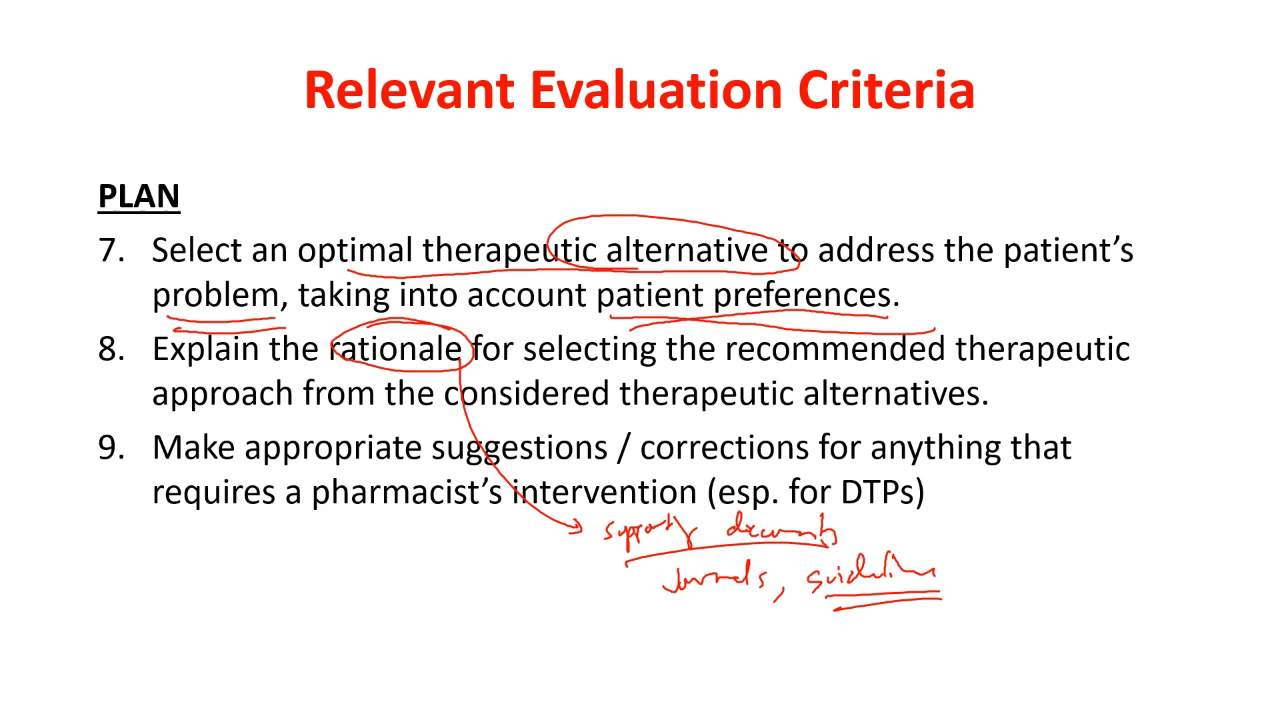 Relevant Evaluation Criteria
PLAN
7. Select an optimal therapeutic alternative to address the patient's
problem, taking into account patient preferences.
8. Explain the rationale for selecting the recommended therapeutic
approach from the considered therapeutic alternatives.
9. Make appropriate suggestions / corrections for anything that
requires a pharmacist's intervention (esp. for DTPs)
supporty documents
Journals, guideline